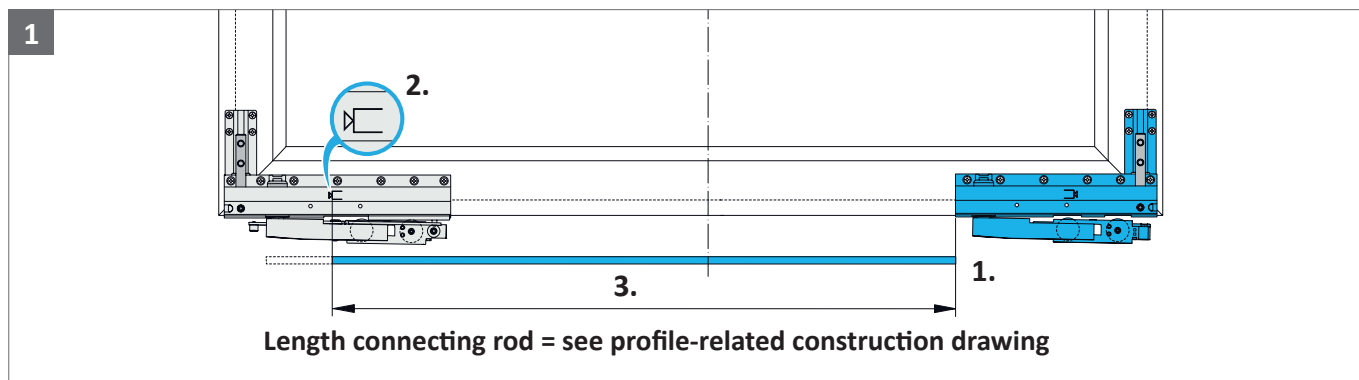 1
2.
1.
3.
Length connecting rod = see profile-related construction drawing